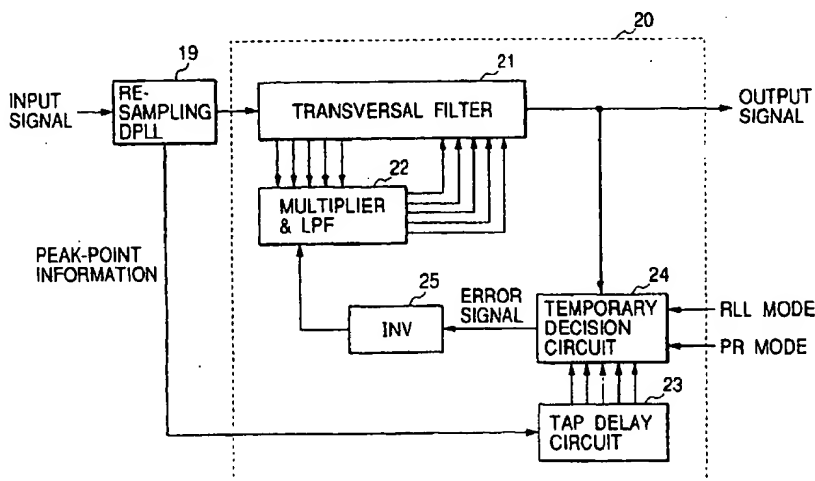 20
19
21
INPUT
SIGNAL
RE-
SAMPLING
DPLL
TRANSVERSAL FILTER
OUTPUT
SIGNAL
22
MULTIPLIER
& LPF
PEAK-POINT
INFORMATION
25
INV
ERROR
SIGNAL
24
TEMPORARY
DECISION
CIRCUIT
RLL MODE
PR MODE
23
TAP DELAY
CIRCUIT